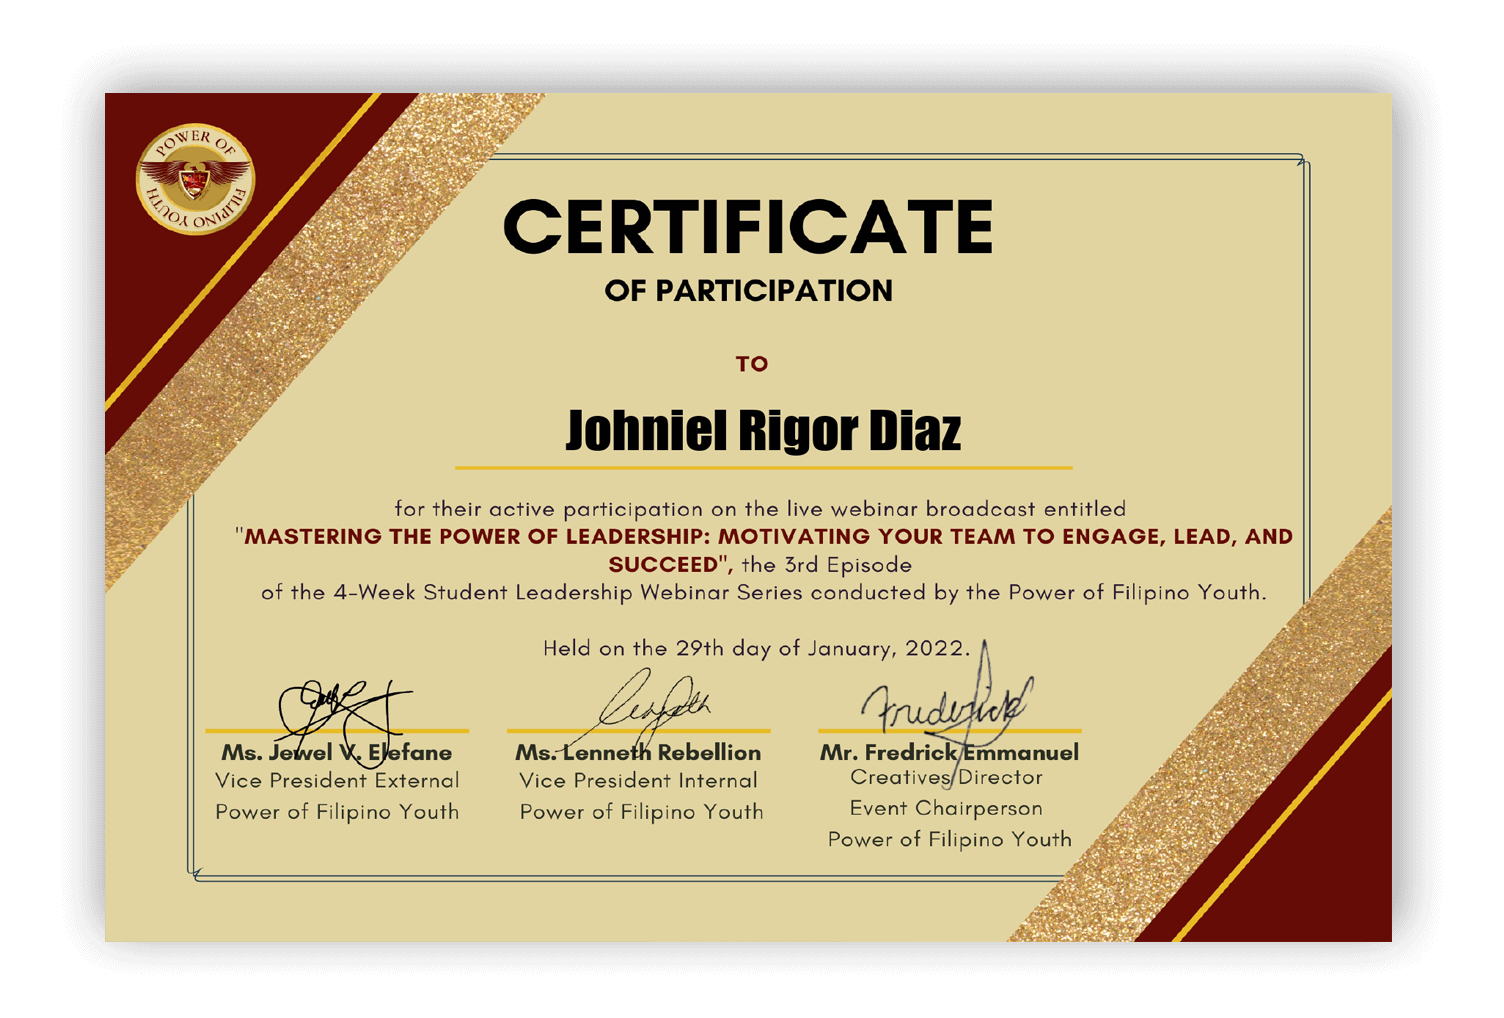 POWER OF
FILIPINO YOUTH
CERTIFICATE
OF PARTICIPATION
TO
Johniel Rigor Diaz
for their active participation on the live webinar broadcast entitled
"MASTERING THE POWER OF LEADERSHIP: MOTIVATING YOUR TEAM TO ENGAGE, LEAD, AND
SUCCEED", the 3rd Episode
of the 4-Week Student Leadership Webinar Series conducted by the Power of Filipino Youth.
Held on the 29th day of January, 2022.
Frederick
Ms. Jewel V. Elefane
Vice President External
Power of Filipino Youth
Ms. Lenneth Rebellion
Vice President Internal
Power of Filipino Youth
Mr. Fredrick Emmanuel
Creatives Director
Event Chairperson
Power of Filipino Youth